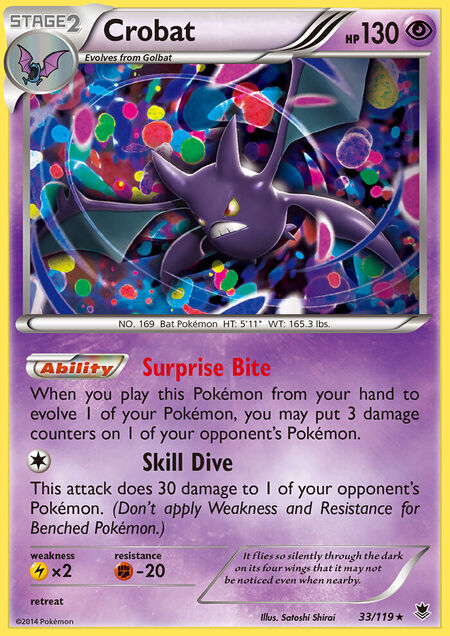 STAGE2 Crobat HP 130
Evolves from Golbat
NO. 169 Bat Pokémon HT: 5'11" WT: 165.3 lbs.
Ability Surprise Bite
When you play this Pokémon from your hand to
evolve 1 of your Pokémon, you may put 3 damage
counters on 1 of your opponent's Pokémon.
Skill Dive
This attack does 30 damage to 1 of your opponent's
Pokémon. (Don't apply Weakness and Resistance for
Benched Pokémon.)
weakness resistance
×2 -20
retreat
It flies so silently through the dark
on its four wings that it may not
be noticed even when nearby.
©2014 Pokémon Illus. Satoshi Shirai 33/119★